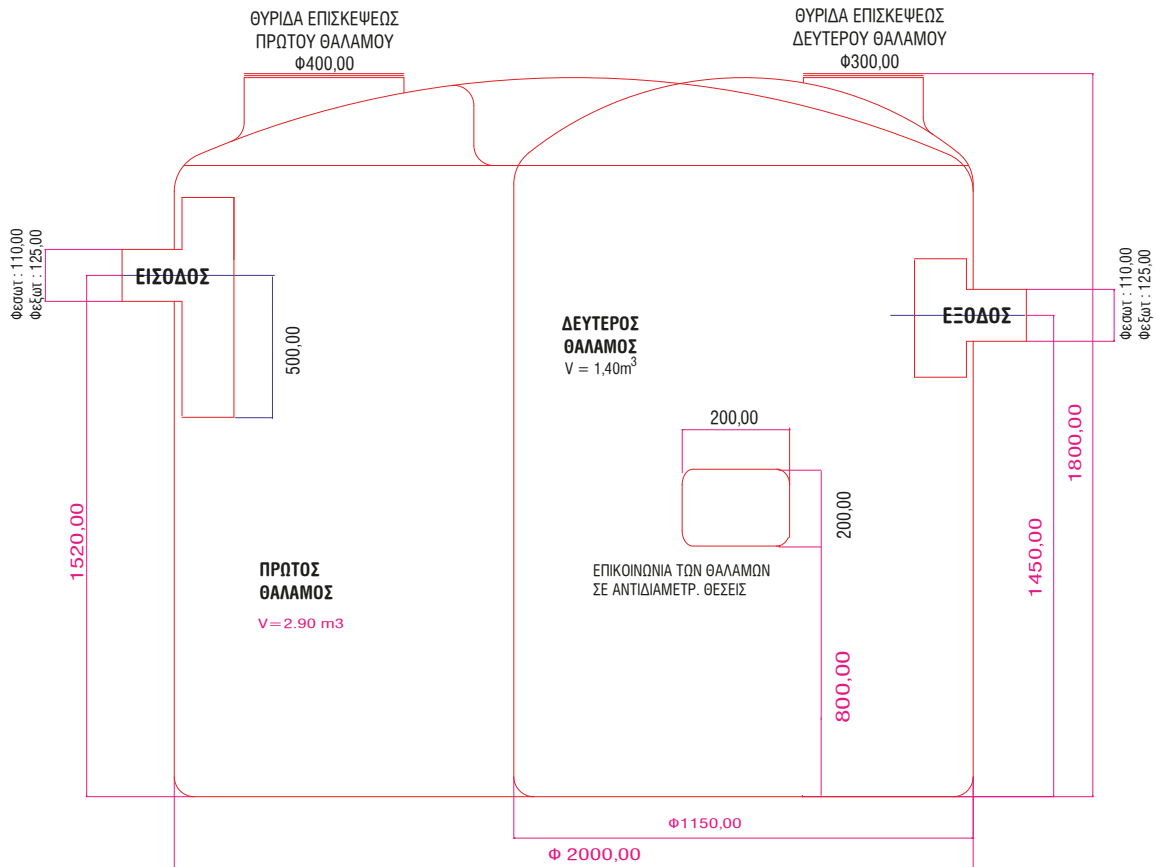 ΘΥΡΙΔΑ ΕΠΙΣΚΕΨΕΩΣ
ΠΡΩΤΟΥ ΘΑΛΑΜΟΥ
Φ400,00
ΘΥΡΙΔΑ ΕΠΙΣΚΕΨΕΩΣ
ΔΕΥΤΕΡΟΥ ΘΑΛΑΜΟΥ
Φ300,00
Φεσωτ : 110,00
Φεξωτ : 125,00
ΕΙΣΟΔΟΣ
500,00
1520,00
ΔΕΥΤΕΡΟΣ
ΘΑΛΑΜΟΣ
V = 1,40m³
ΕΞΟΔΟΣ
Φεσωτ : 110,00
Φεξωτ : 125,00
200,00
200,00
1800,00
1450,00
ΠΡΩΤΟΣ
ΘΑΛΑΜΟΣ
V=2.90 m3
ΕΠΙΚΟΙΝΩΝΙΑ ΤΩΝ ΘΑΛΑΜΩΝ
ΣΕ ΑΝΤΙΔΙΑΜΕΤΡ. ΘΕΣΕΙΣ
800,00
Φ1150,00
Φ 2000,00